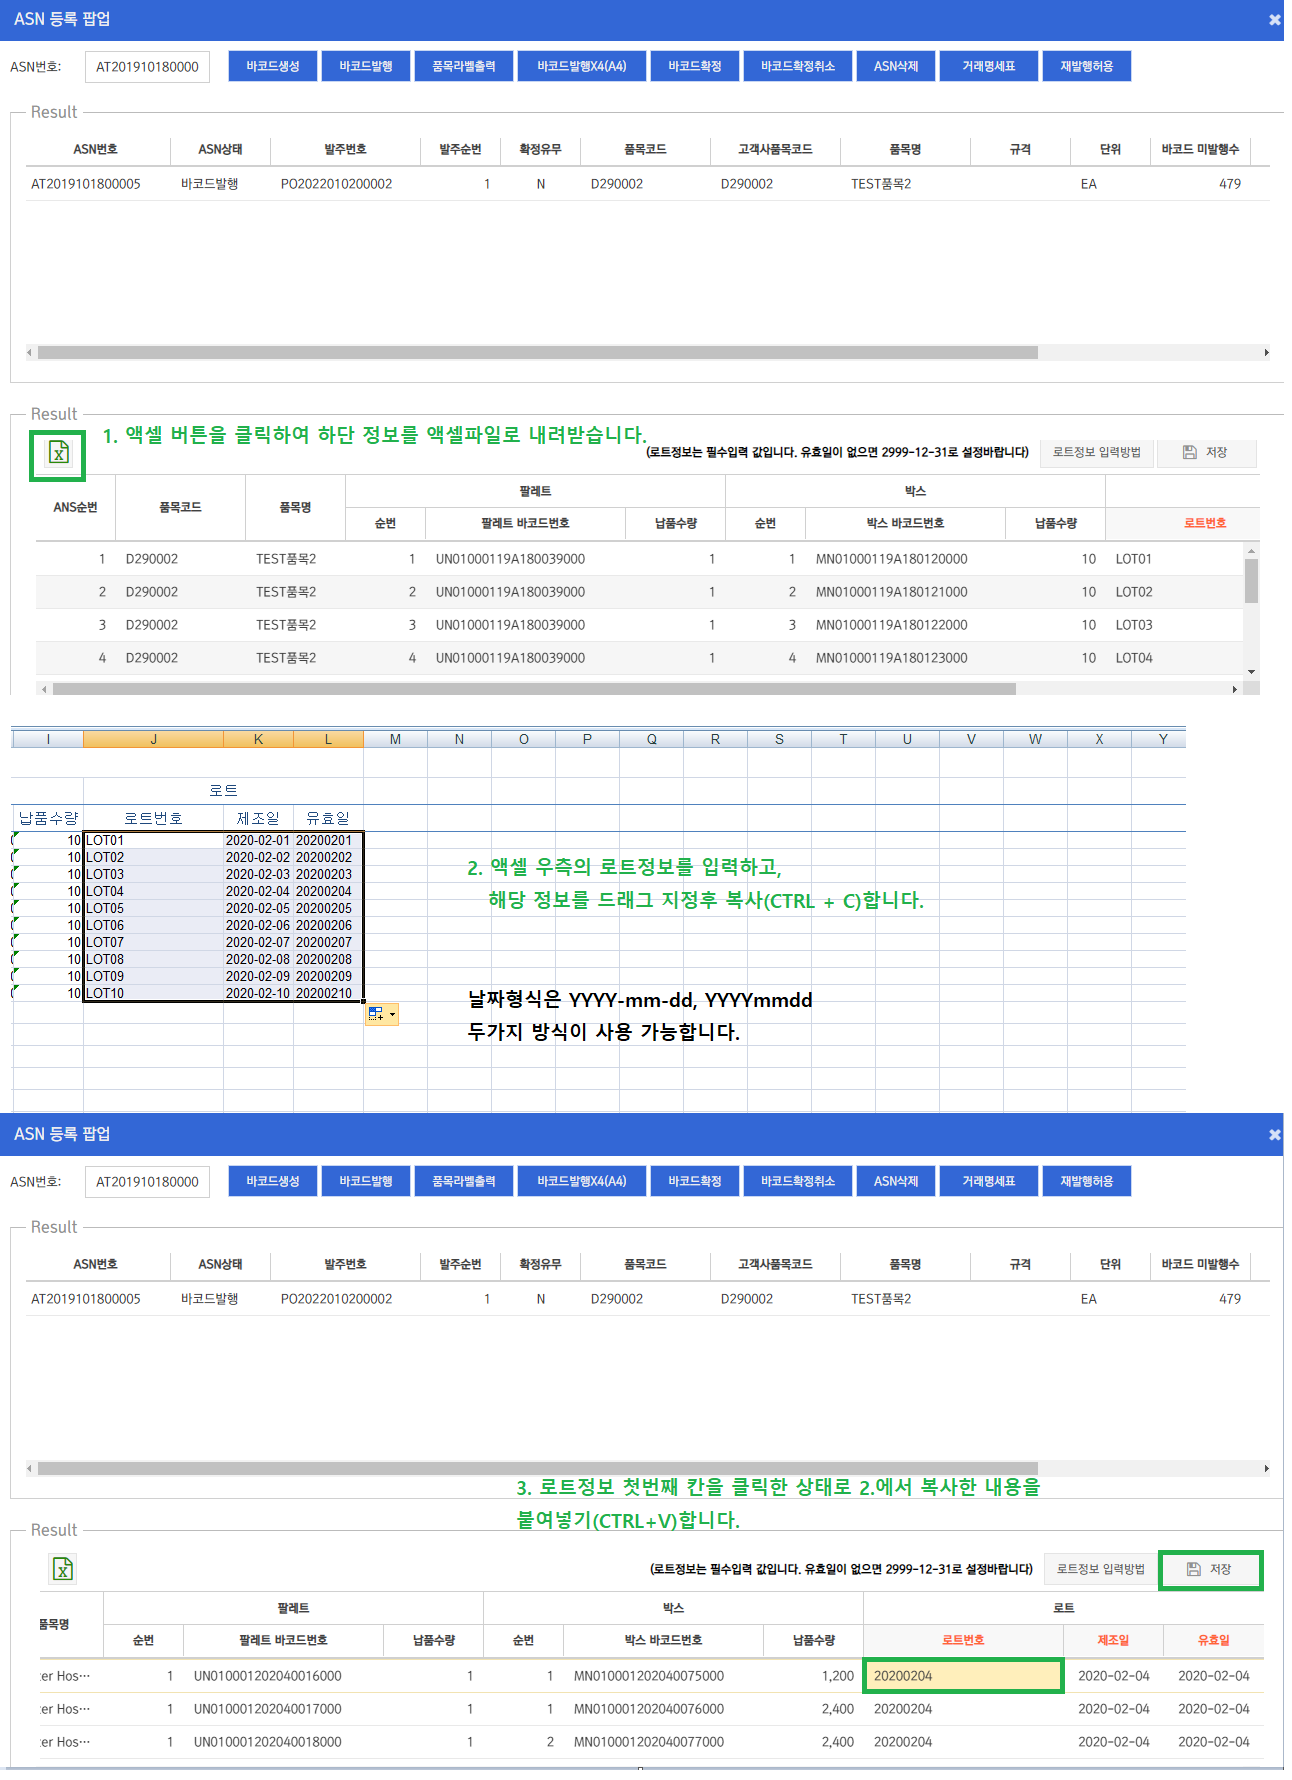 ASN 등록 팝업
ASN번호: AT201910180000 바코드생성 바코드발행 품목라벨출력 바코드발행X4(A4) 바코드확정 바코드확정취소 ASN삭제 거래명세표 재발행허용
Result
ASN번호 ASN상태 발주번호 발주순번 확정유무 품목코드 고객사품목코드 품목명 규격 단위 바코드 미발행수
AT2019101800005 바코드발행 PO2022010200002 1 N D290002 D290002 TEST품목2 EA 479
Result
1. 액셀 버튼을 클릭하여 하단 정보를 액셀파일로 내려받습니다.
(로트정보는 필수입력 값입니다. 유효일이 없으면 2999-12-31로 설정바랍니다) 로트정보 입력방법 저장
ANS순번 품목코드 품목명 팔레트 박스
순번 팔레트 바코드번호 납품수량 순번 박스 바코드번호 납품수량 로트번호
1 D290002 TEST품목2 1 UN01000119A180039000 1 1 MN01000119A180120000 10 LOT01
2 D290002 TEST품목2 2 UN01000119A180039000 1 2 MN01000119A180121000 10 LOT02
3 D290002 TEST품목2 3 UN01000119A180039000 1 3 MN01000119A180122000 10 LOT03
4 D290002 TEST품목2 4 UN01000119A180039000 1 4 MN01000119A180123000 10 LOT04
I J K L M N O P Q R S T U V W X Y
로트
납품수량 로트번호 제조일 유효일
10 LOT01 2020-02-01 20200201
10 LOT02 2020-02-02 20200202
10 LOT03 2020-02-03 20200203
10 LOT04 2020-02-04 20200204
10 LOT05 2020-02-05 20200205
10 LOT06 2020-02-06 20200206
10 LOT07 2020-02-07 20200207
10 LOT08 2020-02-08 20200208
10 LOT09 2020-02-09 20200209
10 LOT10 2020-02-10 20200210
2. 액셀 우측의 로트정보를 입력하고,
해당 정보를 드래그 지정후 복사(CTRL + C)합니다.
날짜형식은 YYYY-mm-dd, YYYYmmdd
두가지 방식이 사용 가능합니다.
ASN 등록 팝업
ASN번호: AT201910180000 바코드생성 바코드발행 품목라벨출력 바코드발행X4(A4) 바코드확정 바코드확정취소 ASN삭제 거래명세표 재발행허용
Result
ASN번호 ASN상태 발주번호 발주순번 확정유무 품목코드 고객사품목코드 품목명 규격 단위 바코드 미발행수
AT2019101800005 바코드발행 PO2022010200002 1 N D290002 D290002 TEST품목2 EA 479
3. 로트정보 첫번째 칸을 클릭한 상태로 2.에서 복사한 내용을
붙여넣기(CTRL+V)합니다.
Result
(로트정보는 필수입력 값입니다. 유효일이 없으면 2999-12-31로 설정바랍니다) 로트정보 입력방법 저장
품목명 팔레트 박스 로트
순번 팔레트 바코드번호 납품수량 순번 박스 바코드번호 납품수량 로트번호 제조일 유효일
ter Hos··· 1 UN010001202040016000 1 1 MN010001202040075000 1,200 20200204 2020-02-04 2020-02-04
ter Hos··· 1 UN010001202040017000 1 1 MN010001202040076000 2,400 20200204 2020-02-04 2020-02-04
ter Hos··· 1 UN010001202040018000 1 2 MN010001202040077000 2,400 20200204 2020-02-04 2020-02-04